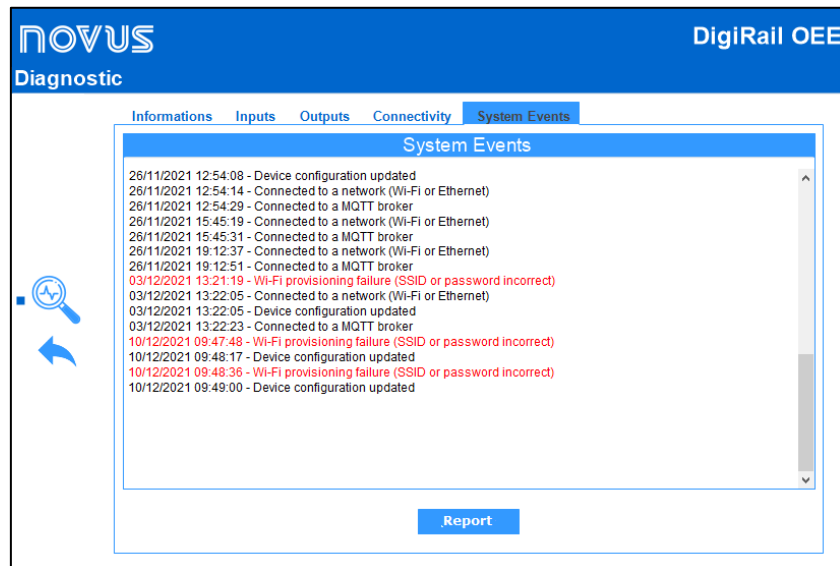 NOVUS
DigiRail OEE
Diagnostic
Informations Inputs Outputs Connectivity System Events
System Events
26/11/2021 12:54:08 - Device configuration updated
26/11/2021 12:54:14 - Connected to a network (Wi-Fi or Ethernet)
26/11/2021 12:54:29 - Connected to a MQTT broker
26/11/2021 15:45:19 - Connected to a network (Wi-Fi or Ethernet)
26/11/2021 15:45:31 - Connected to a MQTT broker
26/11/2021 19:12:37 - Connected to a network (Wi-Fi or Ethernet)
26/11/2021 19:12:51 - Connected to a MQTT broker
03/12/2021 13:21:19 - Wi-Fi provisioning failure (SSID or password incorrect)
03/12/2021 13:22:05 - Connected to a network (Wi-Fi or Ethernet)
03/12/2021 13:22:05 - Device configuration updated
03/12/2021 13:22:23 - Connected to a MQTT broker
10/12/2021 09:47:48 - Wi-Fi provisioning failure (SSID or password incorrect)
10/12/2021 09:48:17 - Device configuration updated
10/12/2021 09:48:36 - Wi-Fi provisioning failure (SSID or password incorrect)
10/12/2021 09:49:00 - Device configuration updated
Report